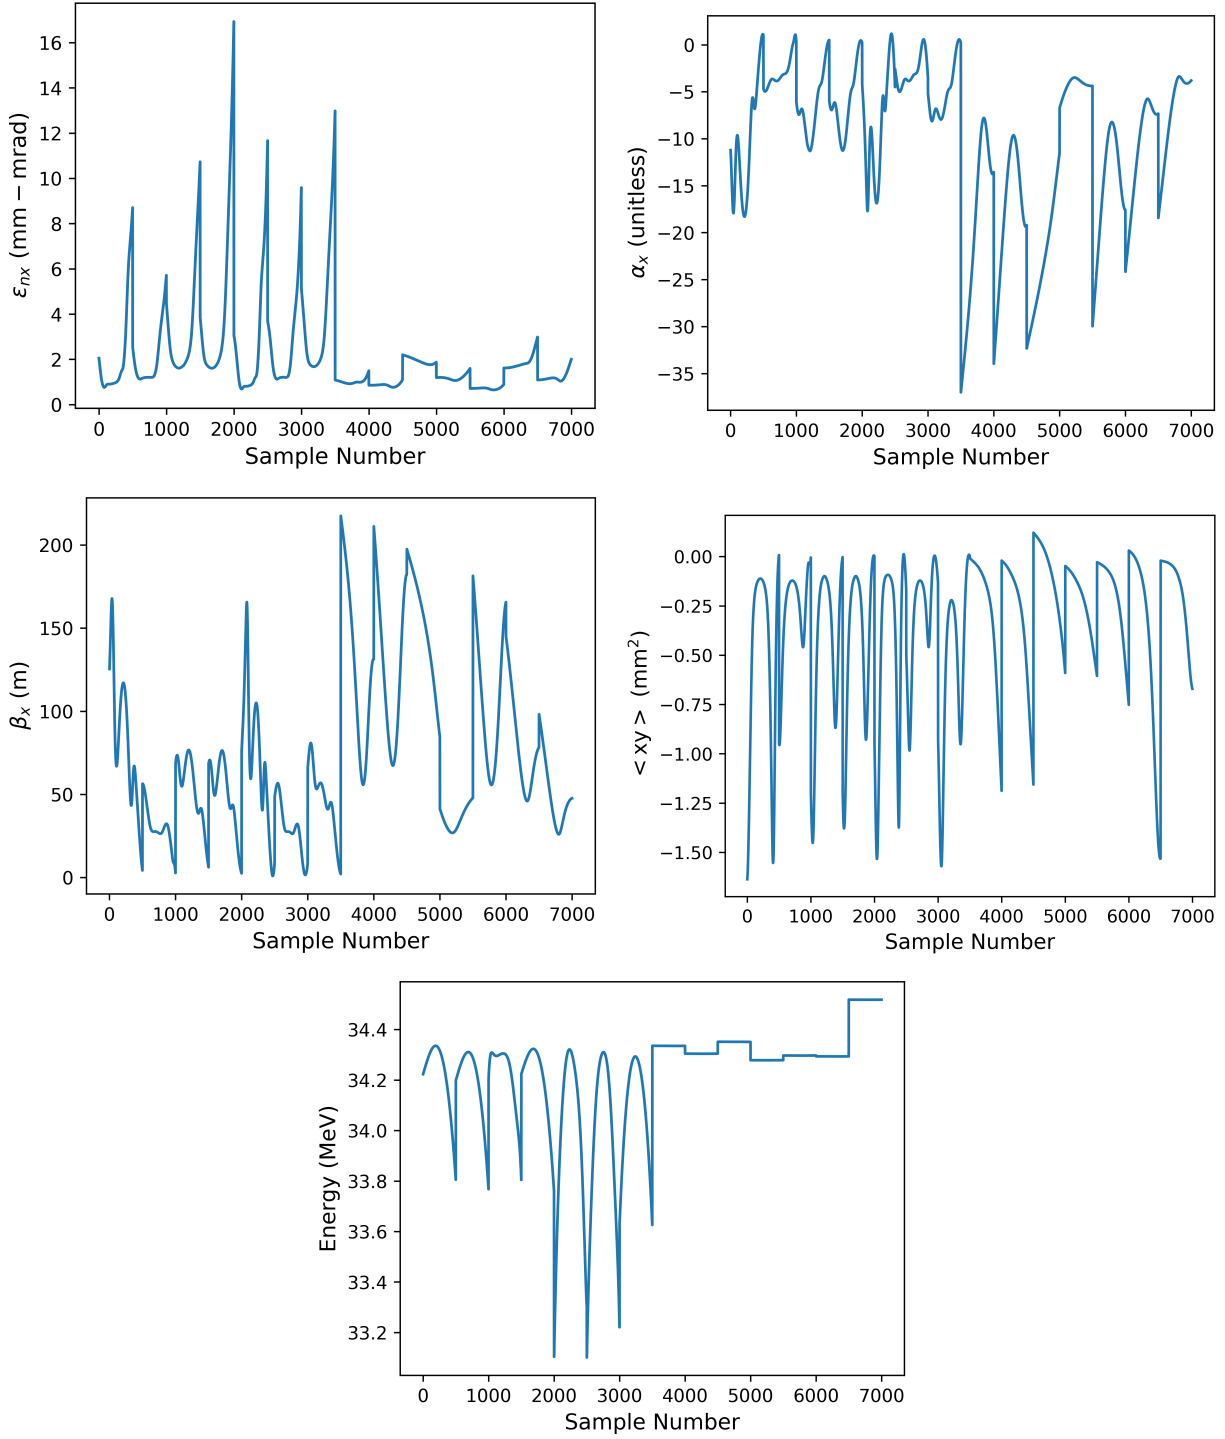 16
14
12
10
8
6
4
2
0
ε_{nx} (mm − mrad)
0 1000 2000 3000 4000 5000 6000 7000
Sample Number
0
−5
−10
−15
−20
−25
−30
−35
α_x (unitless)
0 1000 2000 3000 4000 5000 6000 7000
Sample Number
200
150
100
50
0
β_x (m)
0 1000 2000 3000 4000 5000 6000 7000
Sample Number
0.00
−0.25
−0.50
−0.75
−1.00
−1.25
−1.50
< xy > (mm²)
0 1000 2000 3000 4000 5000 6000 7000
Sample Number
34.4
34.2
34.0
33.8
33.6
33.4
33.2
Energy (MeV)
0 1000 2000 3000 4000 5000 6000 7000
Sample Number